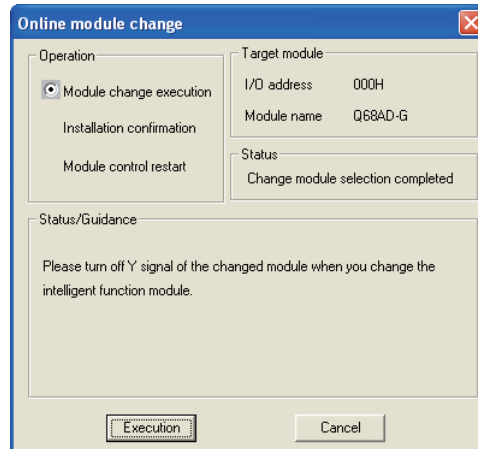 Online module change
Operation
Module change execution
Installation confirmation
Module control restart
Target module
I/O address 000H
Module name Q68AD-G
Status
Change module selection completed
Status/Guidance
Please turn off Y signal of the changed module when you change the
intelligent function module.
Execution
Cancel